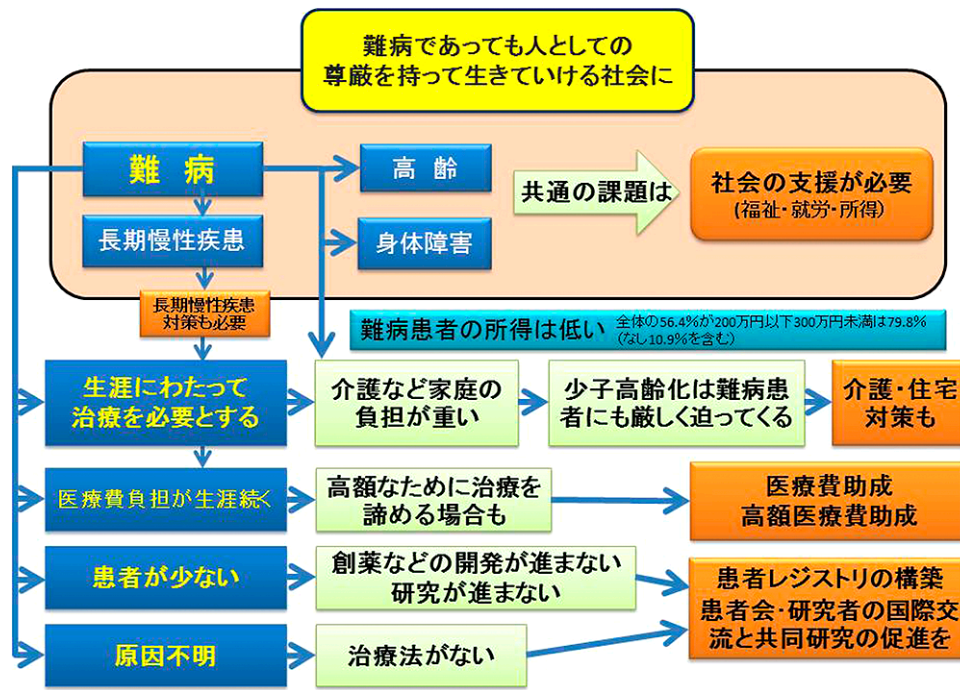 難病であっても人としての
尊厳を持って生きていける社会に
難 病
高 齢
共通の課題は
社会の支援が必要
(福祉・就労・所得)
長期慢性疾患
身体障害
長期慢性疾患
対策も必要
難病患者の所得は低い
全体の56.4%が200万円以下300万円未満は79.8%
(なし10.9%を含む)
生涯にわたって
治療を必要とする
介護など家庭の
負担が重い
少子高齢化は難病患
者にも厳しく迫ってくる
介護・住宅
対策も
医療費負担が生涯続く
高額なために治療を
諦める場合も
医療費助成
高額医療費助成
患者が少ない
創薬などの開発が進まない
研究が進まない
患者レジストリの構築
患者会・研究者の国際交
流と共同研究の促進を
原因不明
治療法がない